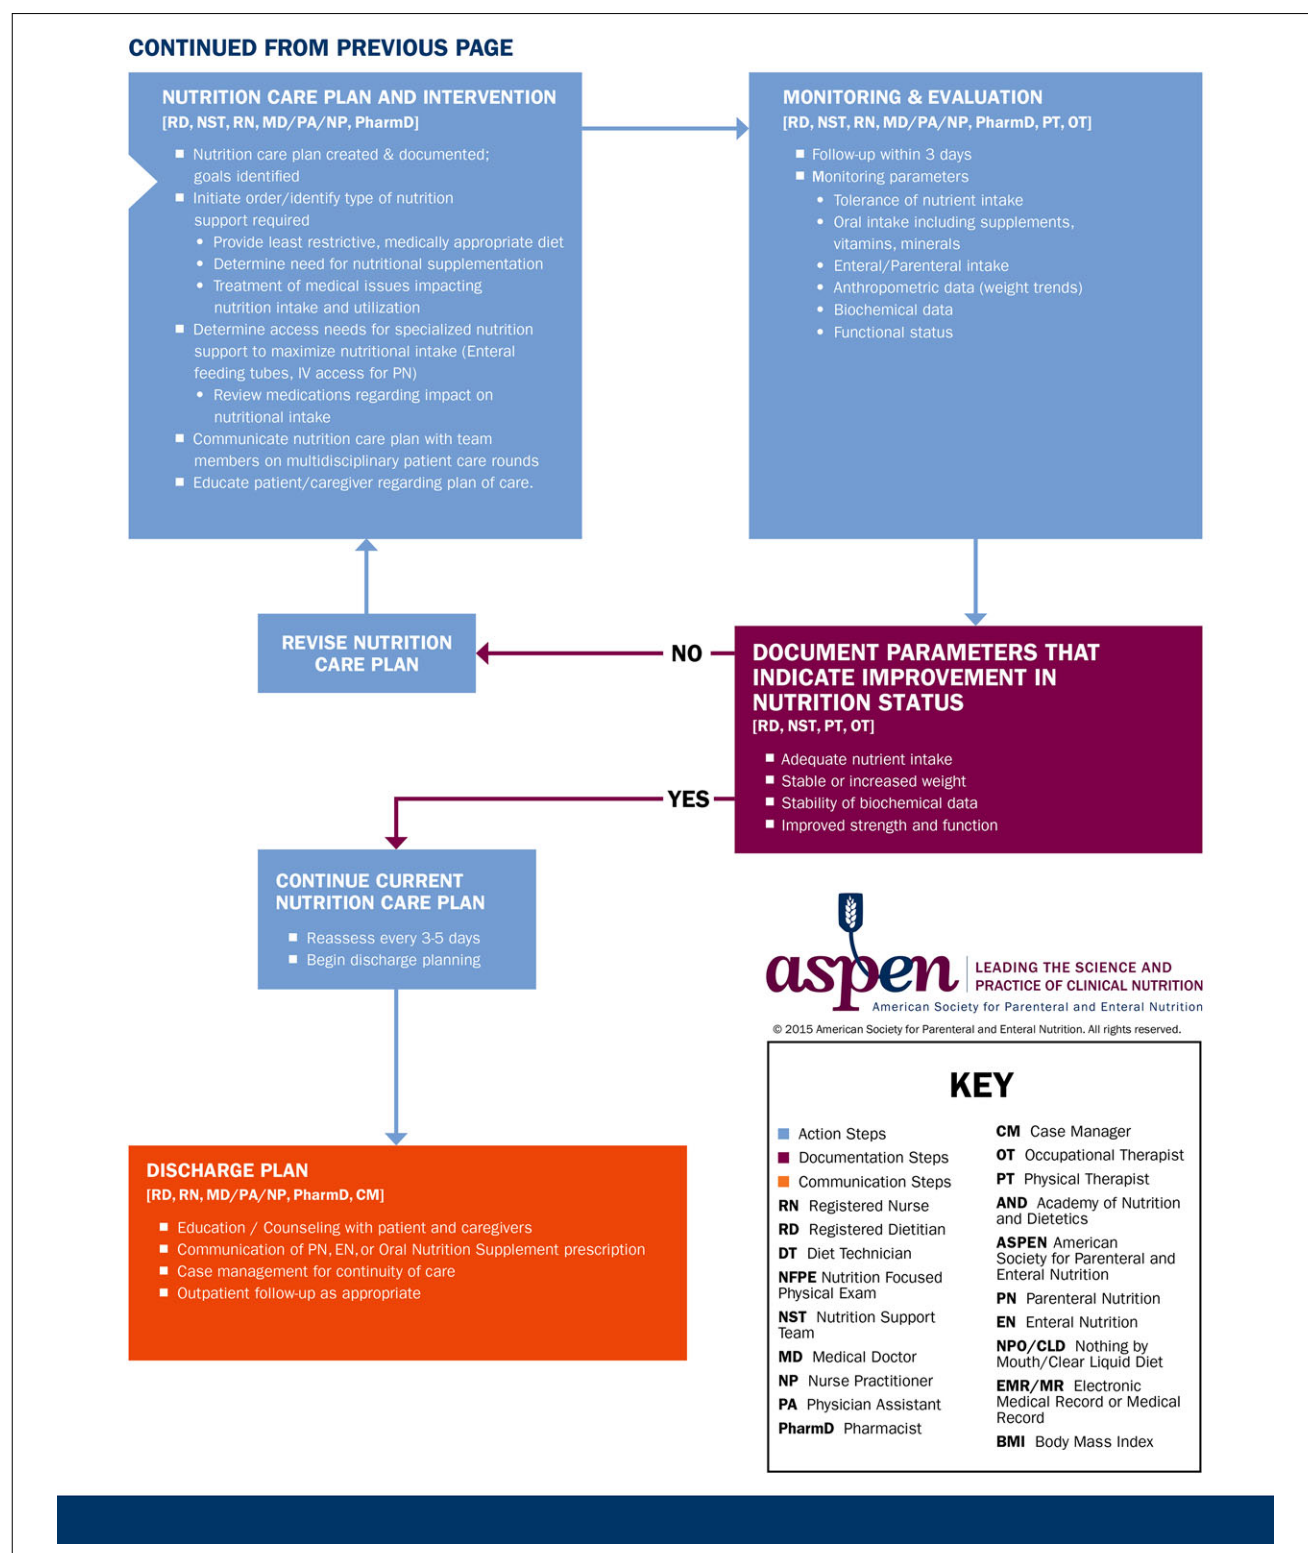 CONTINUED FROM PREVIOUS PAGE
NUTRITION CARE PLAN AND INTERVENTION
[RD, NST, RN, MD/PA/NP, PharmD]
Nutrition care plan created & documented;
goals identified
Initiate order/identify type of nutrition
support required
Provide least restrictive, medically appropriate diet
Determine need for nutritional supplementation
Treatment of medical issues impacting
nutrition intake and utilization
Determine access needs for specialized nutrition
support to maximize nutritional intake (Enteral
feeding tubes, IV access for PN)
Review medications regarding impact on
nutritional intake
Communicate nutrition care plan with team
members on multidisciplinary patient care rounds
Educate patient/caregiver regarding plan of care.
MONITORING & EVALUATION
[RD, NST, RN, MD/PA/NP, PharmD, PT, OT]
Follow-up within 3 days
Monitoring parameters
Tolerance of nutrient intake
Oral intake including supplements,
vitamins, minerals
Enteral/Parenteral intake
Anthropometric data (weight trends)
Biochemical data
Functional status
REVISE NUTRITION
CARE PLAN
NO
DOCUMENT PARAMETERS THAT
INDICATE IMPROVEMENT IN
NUTRITION STATUS
[RD, NST, PT, OT]
Adequate nutrient intake
Stable or increased weight
Stability of biochemical data
Improved strength and function
YES
CONTINUE CURRENT
NUTRITION CARE PLAN
Reassess every 3-5 days
Begin discharge planning
DISCHARGE PLAN
[RD, RN, MD/PA/NP, PharmD, CM]
Education / Counseling with patient and caregivers
Communication of PN, EN, or Oral Nutrition Supplement prescription
Case management for continuity of care
Outpatient follow-up as appropriate
aspen
LEADING THE SCIENCE AND
PRACTICE OF CLINICAL NUTRITION
American Society for Parenteral and Enteral Nutrition
© 2015 American Society for Parenteral and Enteral Nutrition. All rights reserved.
KEY
Action Steps
Documentation Steps
Communication Steps
RN Registered Nurse
RD Registered Dietitian
DT Diet Technician
NFPE Nutrition Focused
Physical Exam
NST Nutrition Support
Team
MD Medical Doctor
NP Nurse Practitioner
PA Physician Assistant
PharmD Pharmacist
CM Case Manager
OT Occupational Therapist
PT Physical Therapist
AND Academy of Nutrition
and Dietetics
ASPEN American
Society for Parenteral and
Enteral Nutrition
PN Parenteral Nutrition
EN Enteral Nutrition
NPO/CLD Nothing by
Mouth/Clear Liquid Diet
EMR/MR Electronic
Medical Record or Medical
Record
BMI Body Mass Index